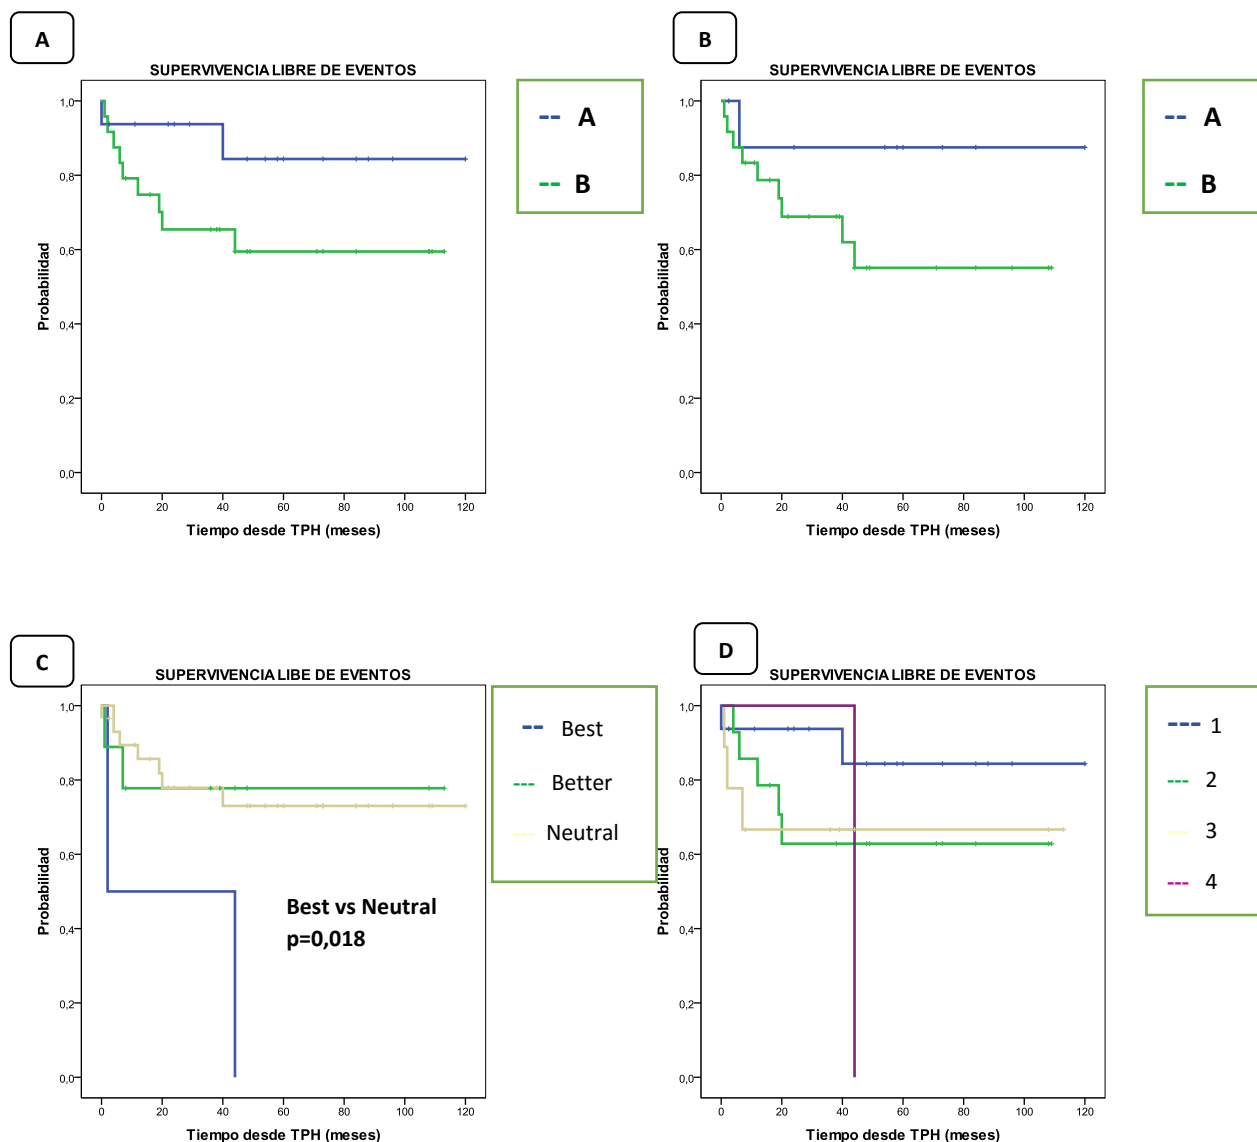 A
SUPERVIVENCIA LIBRE DE EVENTOS
Probabilidad
1,0
0,8
0,6
0,4
0,2
0,0
0 20 40 60 80 100 120
Tiempo desde TPH (meses)
A
B
B
SUPERVIVENCIA LIBRE DE EVENTOS
Probabilidad
1,0
0,8
0,6
0,4
0,2
0,0
0 20 40 60 80 100 120
Tiempo desde TPH (meses)
A
B
C
SUPERVIVENCIA LIBE DE EVENTOS
Probabilidad
1,0
0,8
0,6
0,4
0,2
0,0
0 20 40 60 80 100 120
Tiempo desde TPH (meses)
Best vs Neutral
p=0,018
Best
Better
Neutral
D
SUPERVIVENCIA LIBRE DE EVENTOS
Probabilidad
1,0
0,8
0,6
0,4
0,2
0,0
0 20 40 60 80 100 120
Tiempo desde TPH (meses)
1
2
3
4